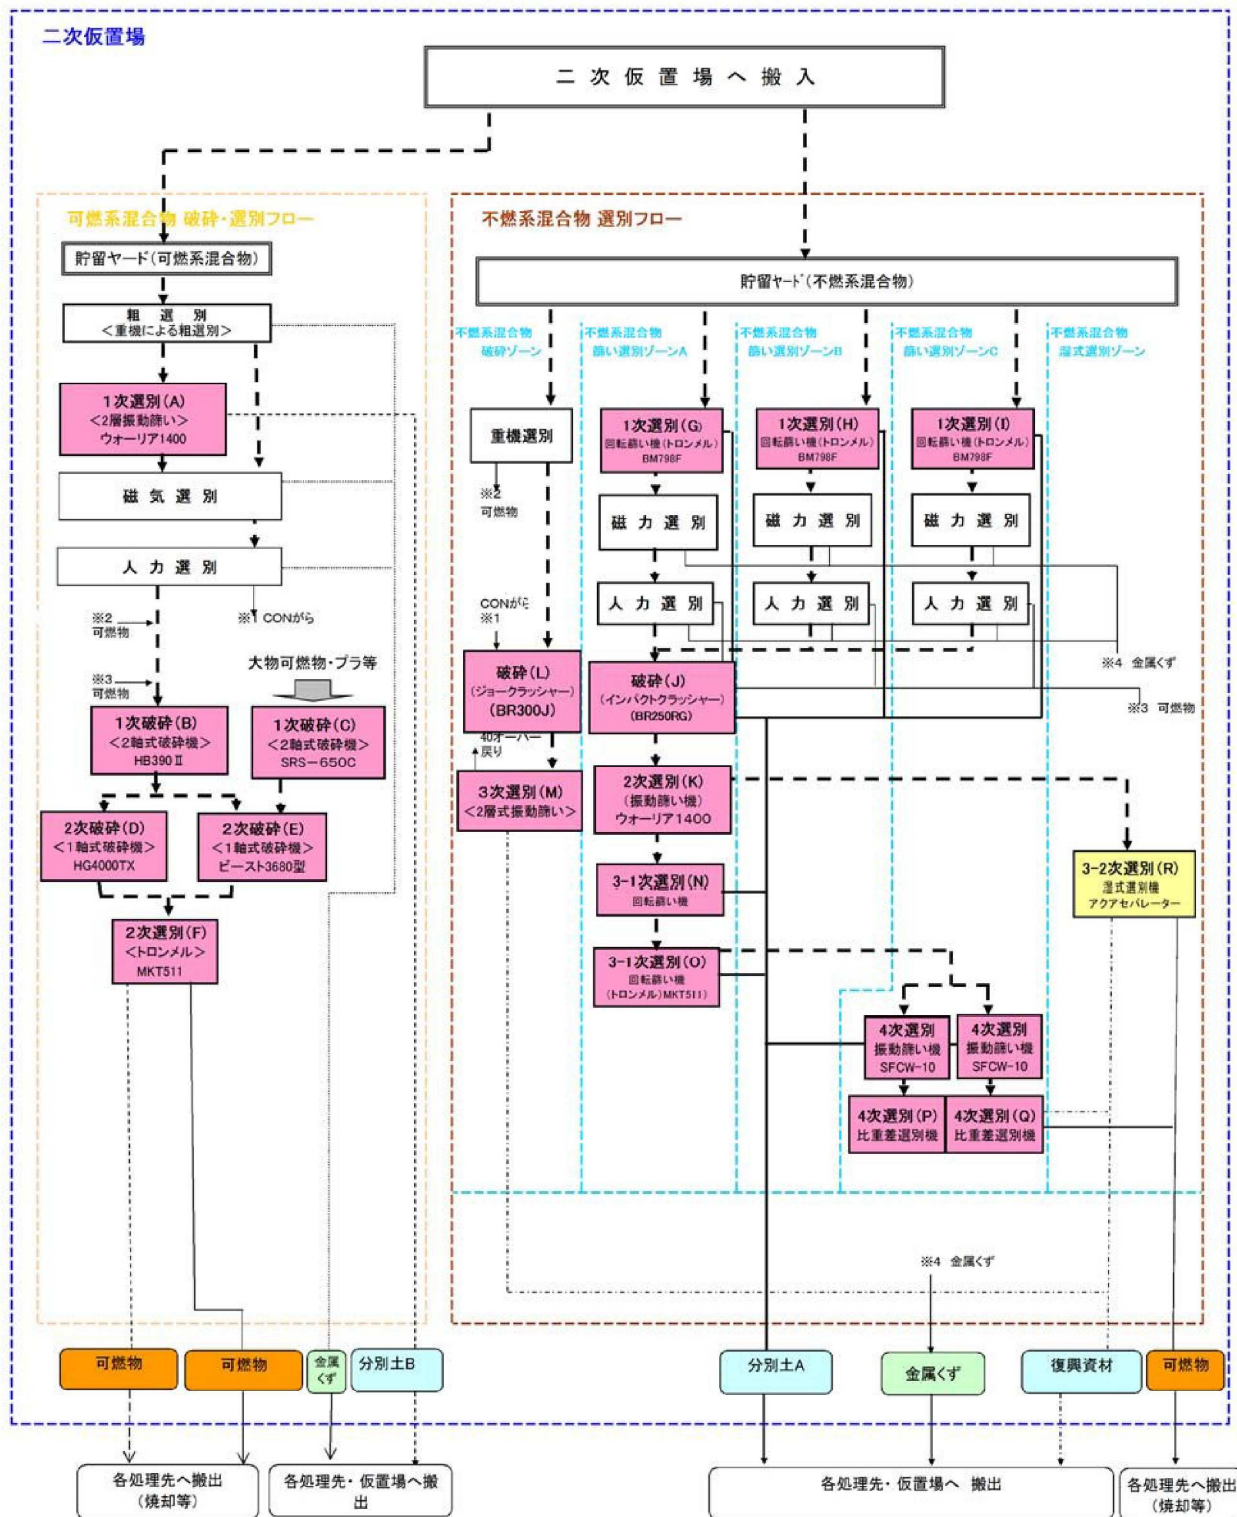 二次仮置場
二次仮置場へ搬入
可燃系混合物 破砕・選別フロー
貯留ヤード(可燃系混合物)
粗選別
<重機による粗選別>
1次選別(A)
<2層振動篩い>
ウォーリア1400
磁気選別
人力選別
※2
可燃物
※1 CONがら
※3
可燃物
大物可燃物・プラ等
1次破砕(B)
<2軸式破砕機>
HB390Ⅱ
1次破砕(C)
<2軸式破砕機>
SRS-650C
2次破砕(D)
<1軸式破砕機>
HG4000TX
2次破砕(E)
<1軸式破砕機>
ビースト3680型
2次選別(F)
<トロンメル>
MKT511
不燃系混合物 選別フロー
貯留ヤード(不燃系混合物)
不燃系混合物
破砕ゾーン
不燃系混合物
篩い選別ゾーンA
不燃系混合物
篩い選別ゾーンB
不燃系混合物
篩い選別ゾーンC
不燃系混合物
湿式選別ゾーン
重機選別
※2
可燃物
1次選別(G)
回転篩い機(トロンメル)
BM798F
1次選別(H)
回転篩い機(トロンメル)
BM798F
1次選別(I)
回転篩い機(トロンメル)
BM798F
磁力選別
磁力選別
磁力選別
人力選別
人力選別
人力選別
CONがら
※1
※4 金属くず
※3 可燃物
破砕(L)
(ジョークラッシャー)
(BR300J)
破砕(J)
(インパクトクラッシャー)
(BR250RG)
40オーバー
戻り
3次選別(M)
<2層式振動篩い>
2次選別(K)
(振動篩い機)
ウォーリア1400
3-1次選別(N)
回転篩い機
3-2次選別(R)
湿式選別機
アクアセパレーター
3-1次選別(O)
回転篩い機
(トロンメル)MKT511)
4次選別
振動篩い機
SFCW-10
4次選別
振動篩い機
SFCW-10
4次選別(P)
比重差選別機
4次選別(Q)
比重差選別機
※4 金属くず
可燃物
可燃物
金属
くず
分別土B
分別土A
金属くず
復興資材
可燃物
各処理先へ搬出
(焼却等)
各処理先・仮置場へ搬
出
各処理先・仮置場へ 搬出
各処理先へ搬出
(焼却等)